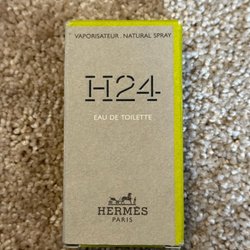 VAPORISATEUR . NATURAL SPRAY
H24
EAU DE TOILETTE
HERMÈS
PARIS